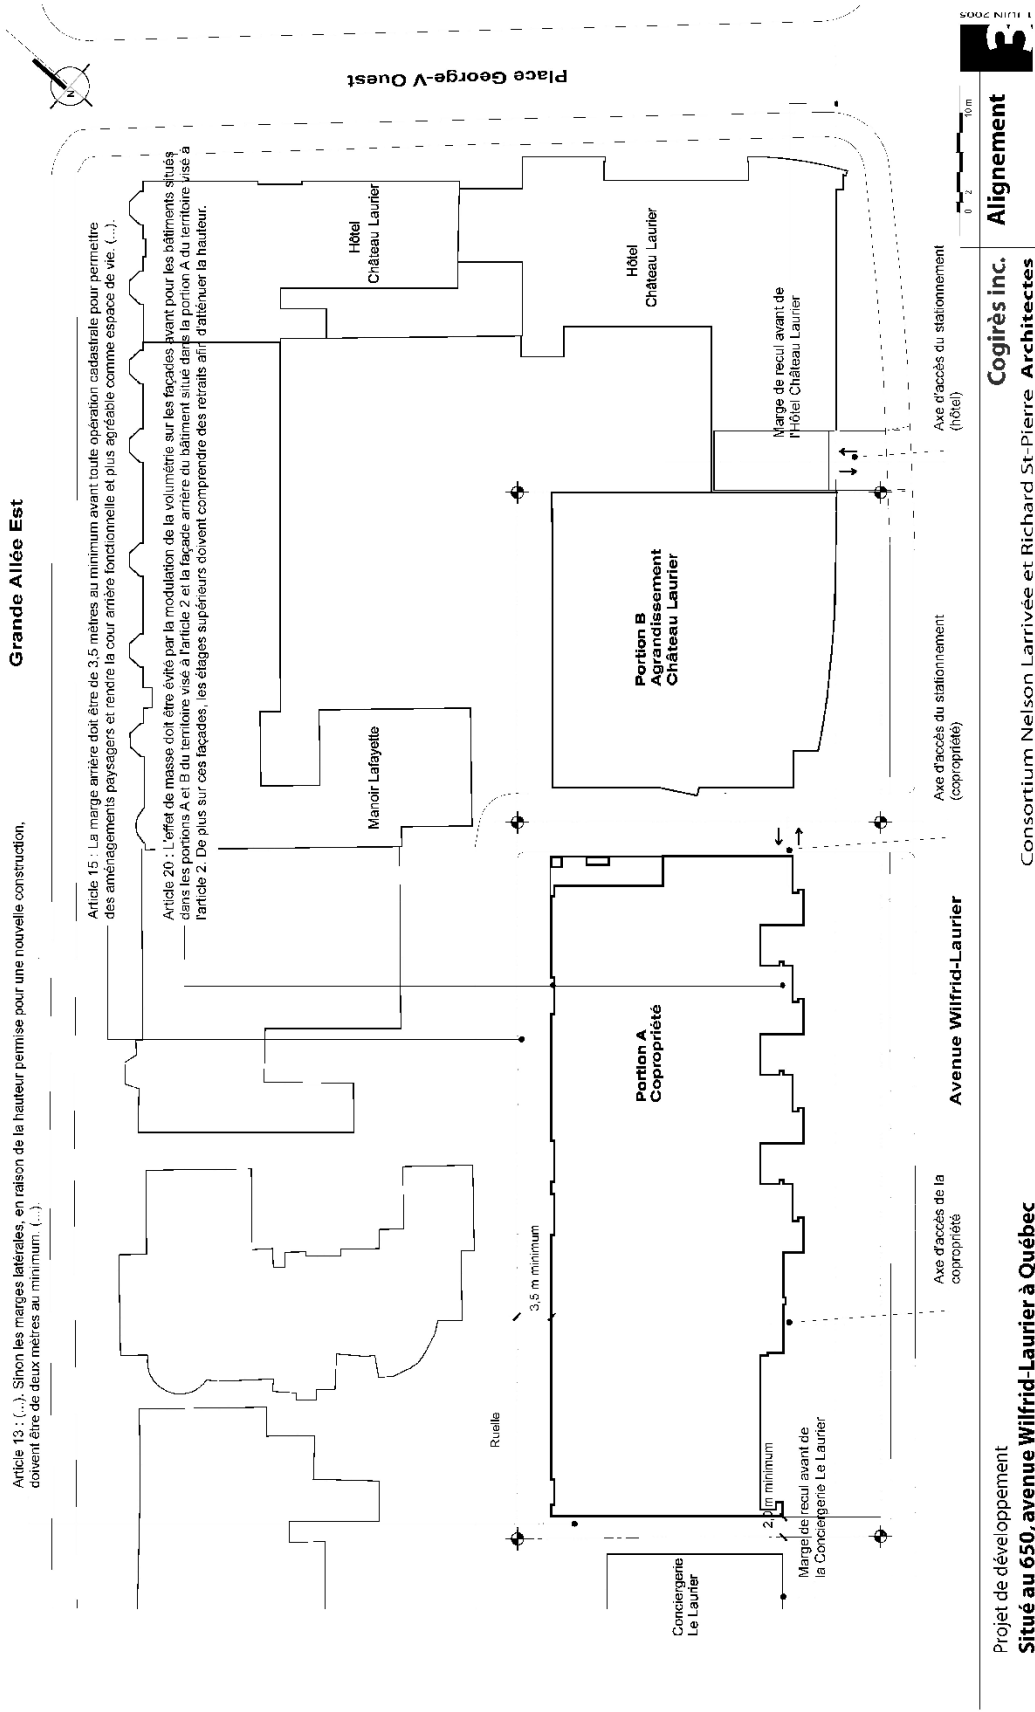 Grande Allée Est
Place George-V Ouest
N
Article 13 : (...). Sinon les marges latérales, en raison de la hauteur permise pour une nouvelle construction,
doivent être de deux mètres au minimum. (...).
Article 15 : La marge arrière doit être de 3,5 mètres au minimum avant toute opération cadastrale pour permettre
des aménagements paysagers et rendre la cour arrière fonctionnelle et plus agréable comme espace de vie. (...).
Article 20 : L'effet de masse doit être évité par la modulation de la volumétrie sur les façades avant pour les bâtiments situés
dans les portions A et B du territoire visé à l'article 2 et la façade arrière du bâtiment situé dans la portion A du territoire visé à
l'article 2. De plus sur ces façades, les étages supérieurs doivent comprendre des retraits afin d'atténuer la hauteur.
Hôtel
Château Laurier
Manoir Lafayette
Hôtel
Château Laurier
Ruelle
3,5 m minimum
Conciergerie
Le Laurier
Portion A
Copropriété
Portion B
Agrandissement
Château Laurier
Marge de recul avant de
l'Hôtel Château Laurier
2,0 m minimum
Marge de recul avant de
la Conciergerie Le Laurier
Axe d'accès de la
copropriété
Axe d'accès du stationnement
(copropriété)
Axe d'accès du stationnement
(hôtel)
Avenue Wilfrid-Laurier
0 2 10 m
Projet de développement
Situé au 650, avenue Wilfrid-Laurier à Québec
Cogirès inc.
Consortium Nelson Larrivée et Richard St-Pierre Architectes
Alignement
3
1 JUIN 2005